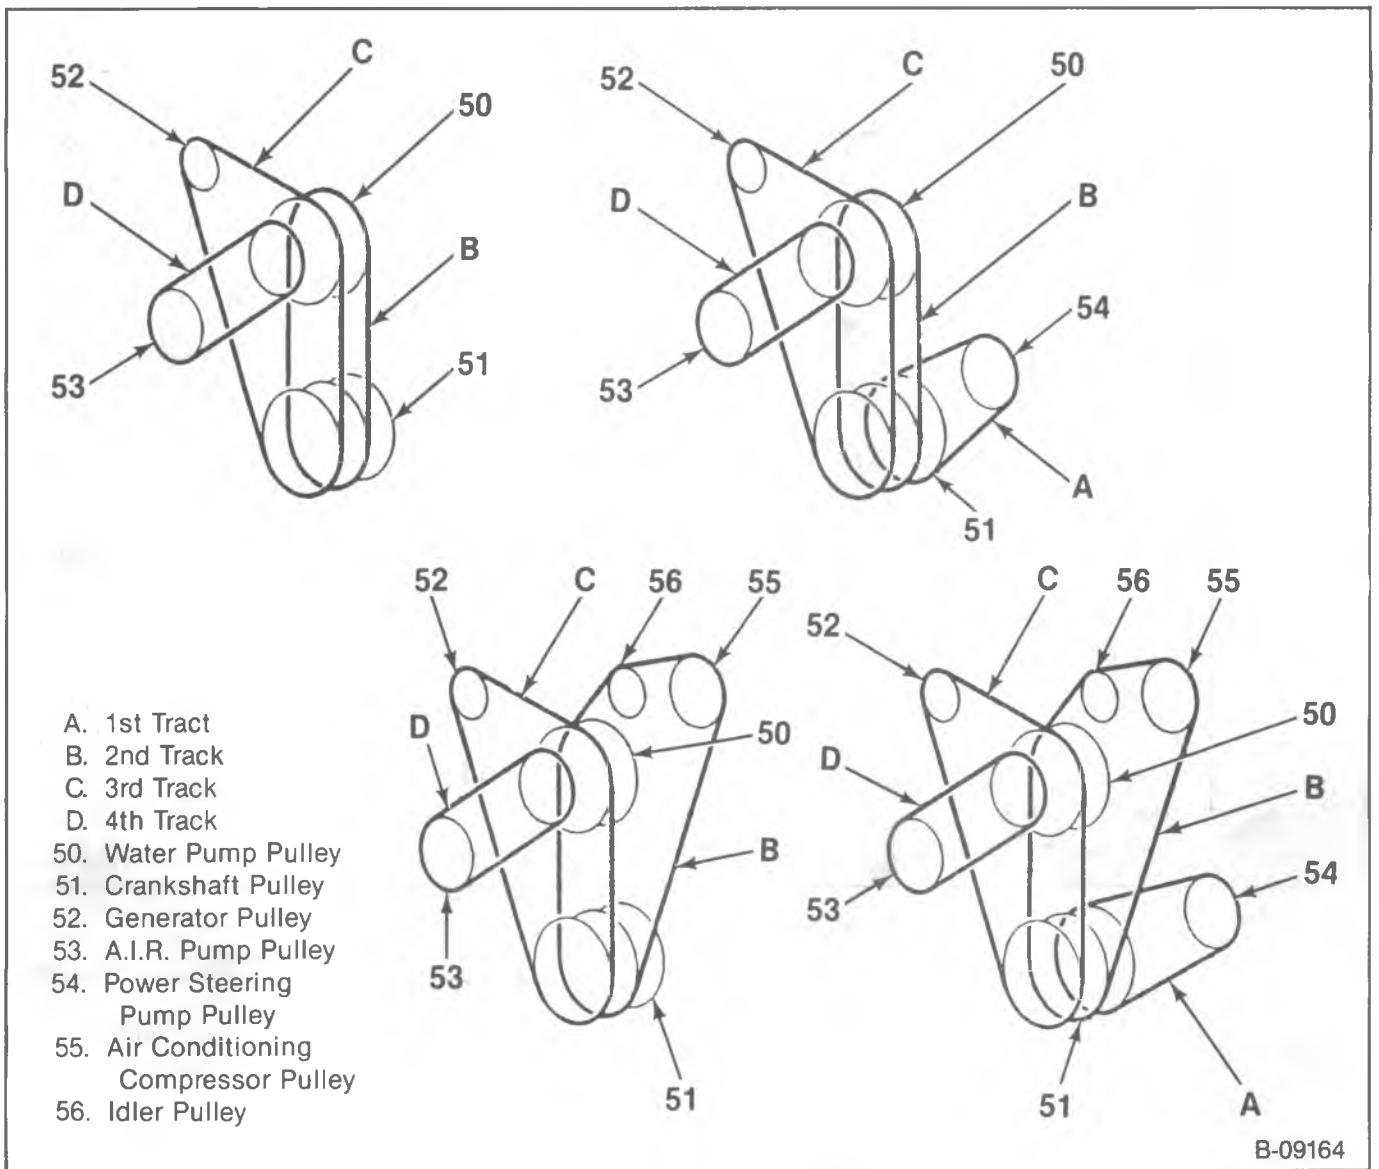 C
52
50
D
B
51
53
C
50
52
D
B
54
53
A
51
52
C
56
55
D
50
B
53
51
C
56
55
52
50
D
B
54
53
51
A
A. 1st Tract
B. 2nd Track
C. 3rd Track
D. 4th Track
50. Water Pump Pulley
51. Crankshaft Pulley
52. Generator Pulley
53. A.I.R. Pump Pulley
54. Power Steering
Pump Pulley
55. Air Conditioning
Compressor Pulley
56. Idler Pulley
B-09164